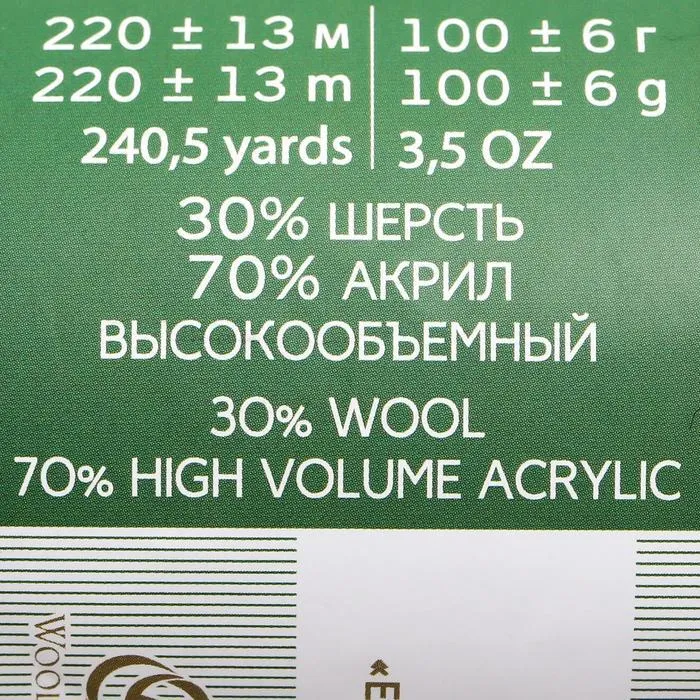 220 ± 13 м
100 ± 6 г
220 ± 13 m
100 ± 6 g
240,5 yards
3,5 OZ
30% ШЕРСТЬ
70% АКРИЛ
ВЫСОКООБЪЕМНЫЙ
30% WOOL
70% HIGH VOLUME ACRYLIC